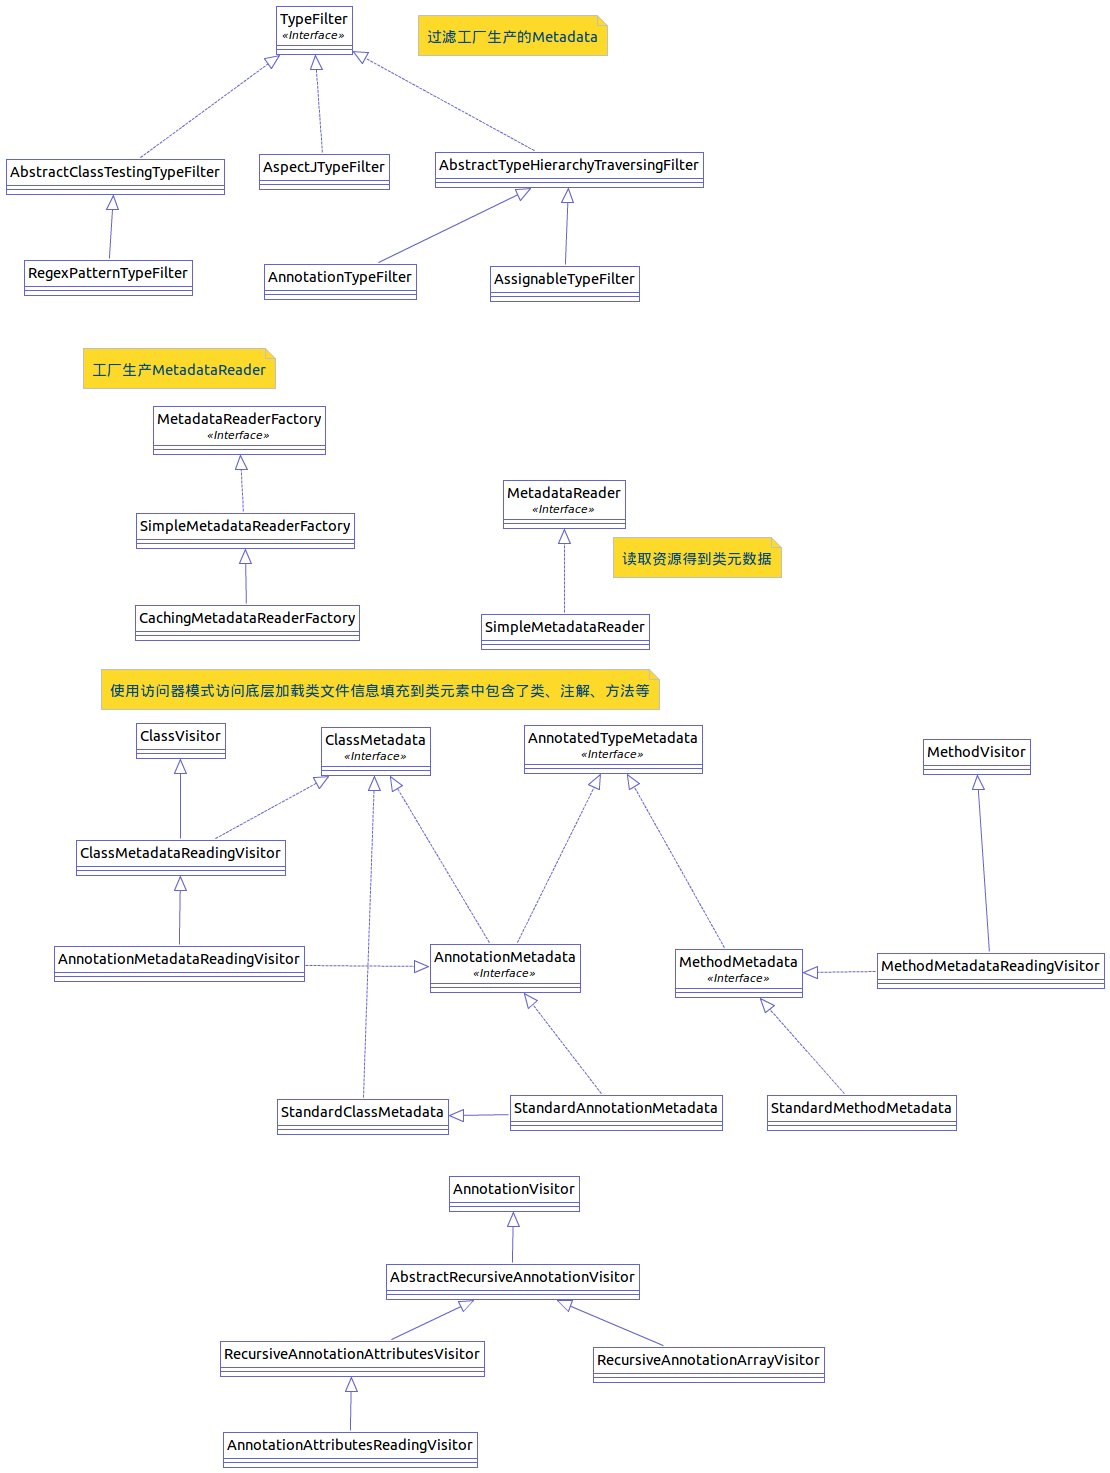 TypeFilter
«Interface»
过滤工厂生产的Metadata
AbstractClassTestingTypeFilter
AspectJTypeFilter
AbstractTypeHierarchyTraversingFilter
RegexPatternTypeFilter
AnnotationTypeFilter
AssignableTypeFilter
工厂生产MetadataReader
MetadataReaderFactory
«Interface»
MetadataReader
«Interface»
SimpleMetadataReaderFactory
读取资源得到类元数据
CachingMetadataReaderFactory
SimpleMetadataReader
使用访问器模式访问底层加载类文件信息填充到类元素中包含了类、注解、方法等
ClassVisitor
ClassMetadata
«Interface»
AnnotatedTypeMetadata
«Interface»
MethodVisitor
ClassMetadataReadingVisitor
AnnotationMetadataReadingVisitor
AnnotationMetadata
«Interface»
MethodMetadata
«Interface»
MethodMetadataReadingVisitor
StandardClassMetadata
StandardAnnotationMetadata
StandardMethodMetadata
AnnotationVisitor
AbstractRecursiveAnnotationVisitor
RecursiveAnnotationAttributesVisitor
RecursiveAnnotationArrayVisitor
AnnotationAttributesReadingVisitor